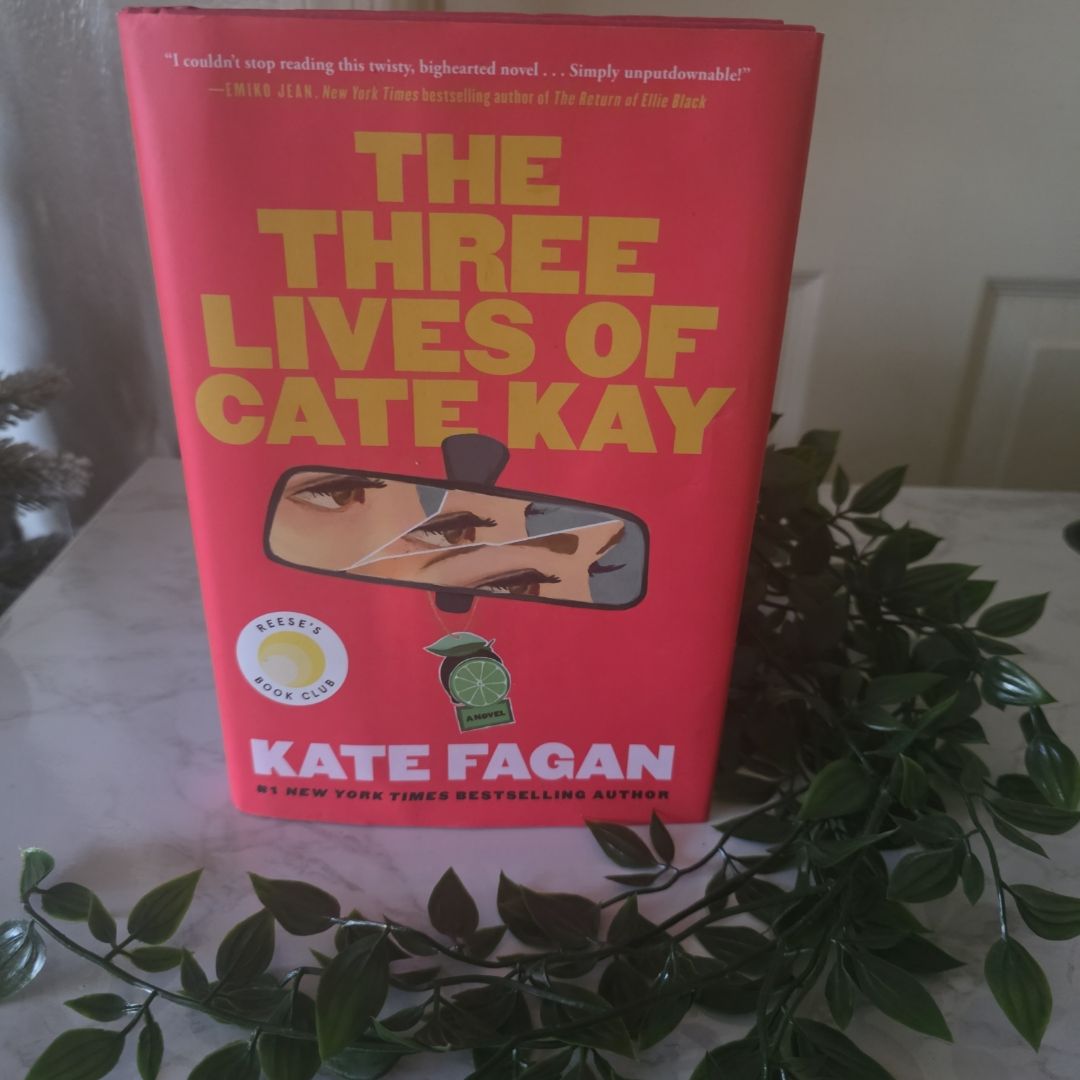 “I couldn’t stop reading this twisty, bighearted novel . . . Simply unputdownable!”
—EMIKO JEAN, New York Times bestselling author of The Return of Ellie Black
THE
THREE
LIVES OF
CATE KAY
REESE’S
BOOK CLUB
A NOVEL
KATE FAGAN
#1 NEW YORK TIMES BESTSELLING AUTHOR